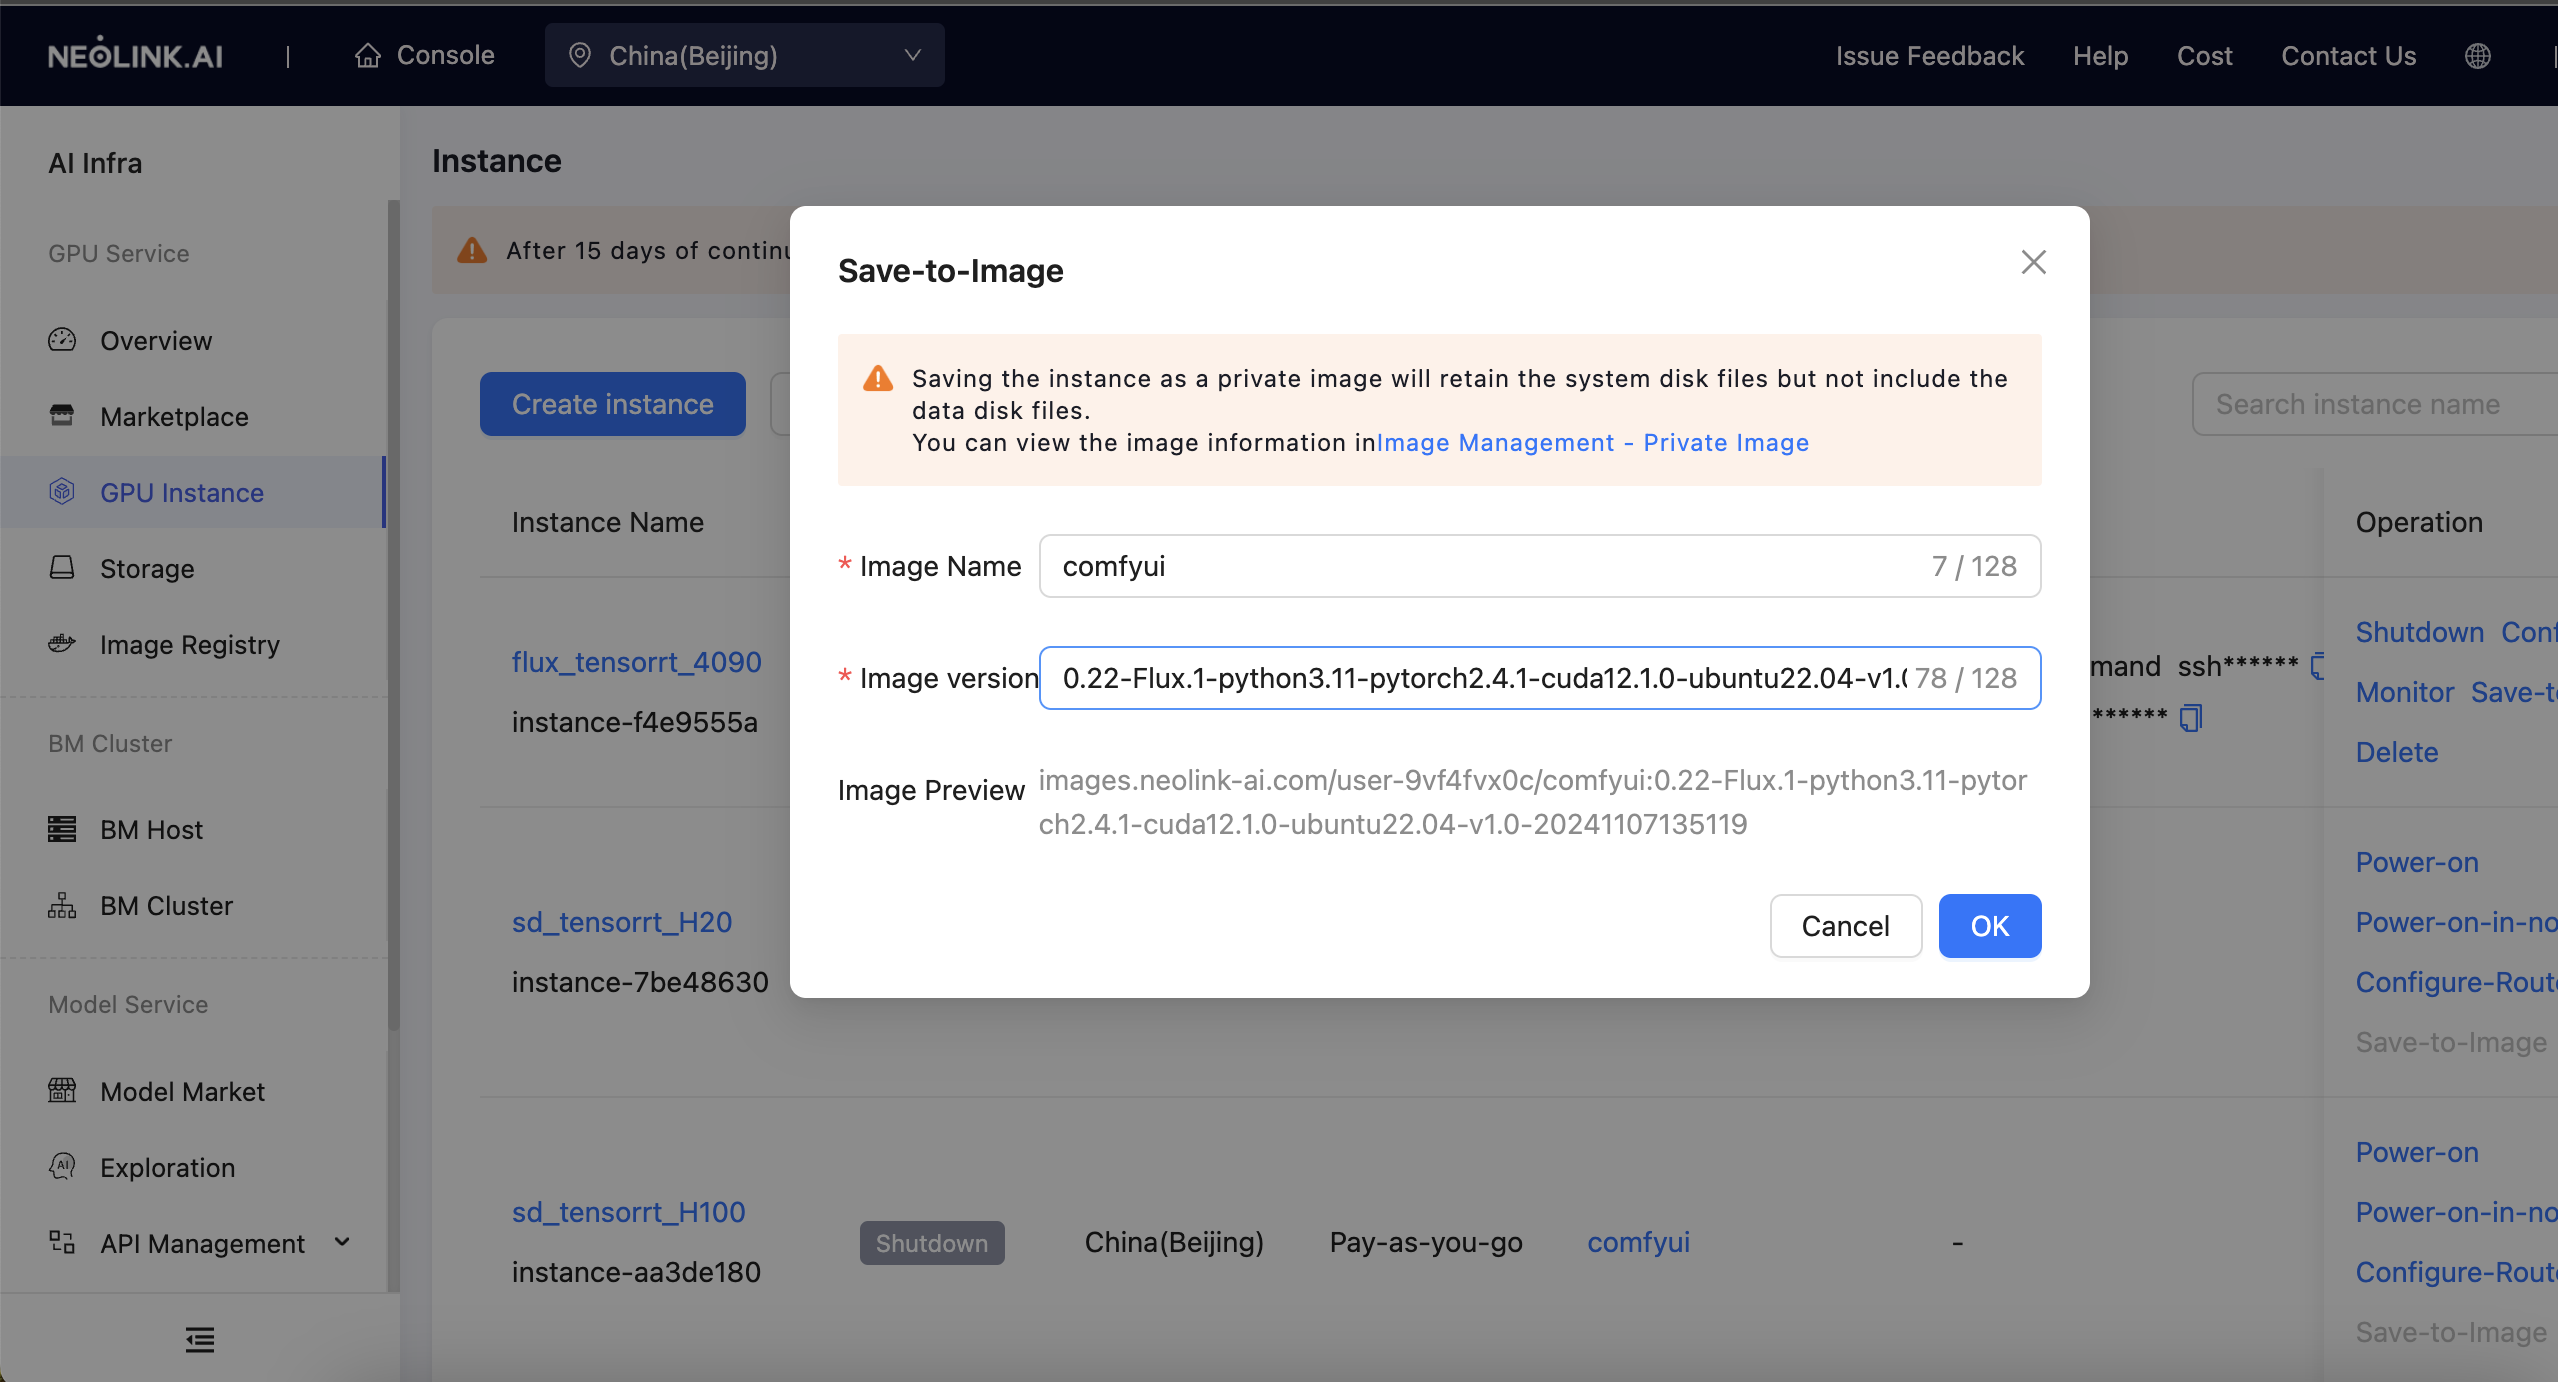 NEOLINK.AI | Console China(Beijing) Issue Feedback Help Cost Contact Us
AI Infra
GPU Service
Overview
Marketplace
GPU Instance
Storage
Image Registry
BM Cluster
BM Host
BM Cluster
Model Service
Model Market
Exploration
API Management
Instance
After 15 days of continu
Create instance
Search instance name
Instance Name
Operation
flux_tensorrt_4090
instance-f4e9555a
mand ssh******
******
Shutdown Conf
Monitor Save-to
Delete
sd_tensorrt_H20
instance-7be48630
Power-on
Power-on-in-no
Configure-Route
Save-to-Image
sd_tensorrt_H100
instance-aa3de180
Shutdown
China(Beijing)
Pay-as-you-go
comfyui
-
Power-on
Power-on-in-no
Configure-Route
Save-to-Image
Save-to-Image
Saving the instance as a private image will retain the system disk files but not include the
data disk files.
You can view the image information inImage Management - Private Image
* Image Name comfyui 7 / 128
* Image version 0.22-Flux.1-python3.11-pytorch2.4.1-cuda12.1.0-ubuntu22.04-v1.0 78 / 128
Image Preview images.neolink-ai.com/user-9vf4fvx0c/comfyui:0.22-Flux.1-python3.11-pytor
ch2.4.1-cuda12.1.0-ubuntu22.04-v1.0-20241107135119
Cancel OK